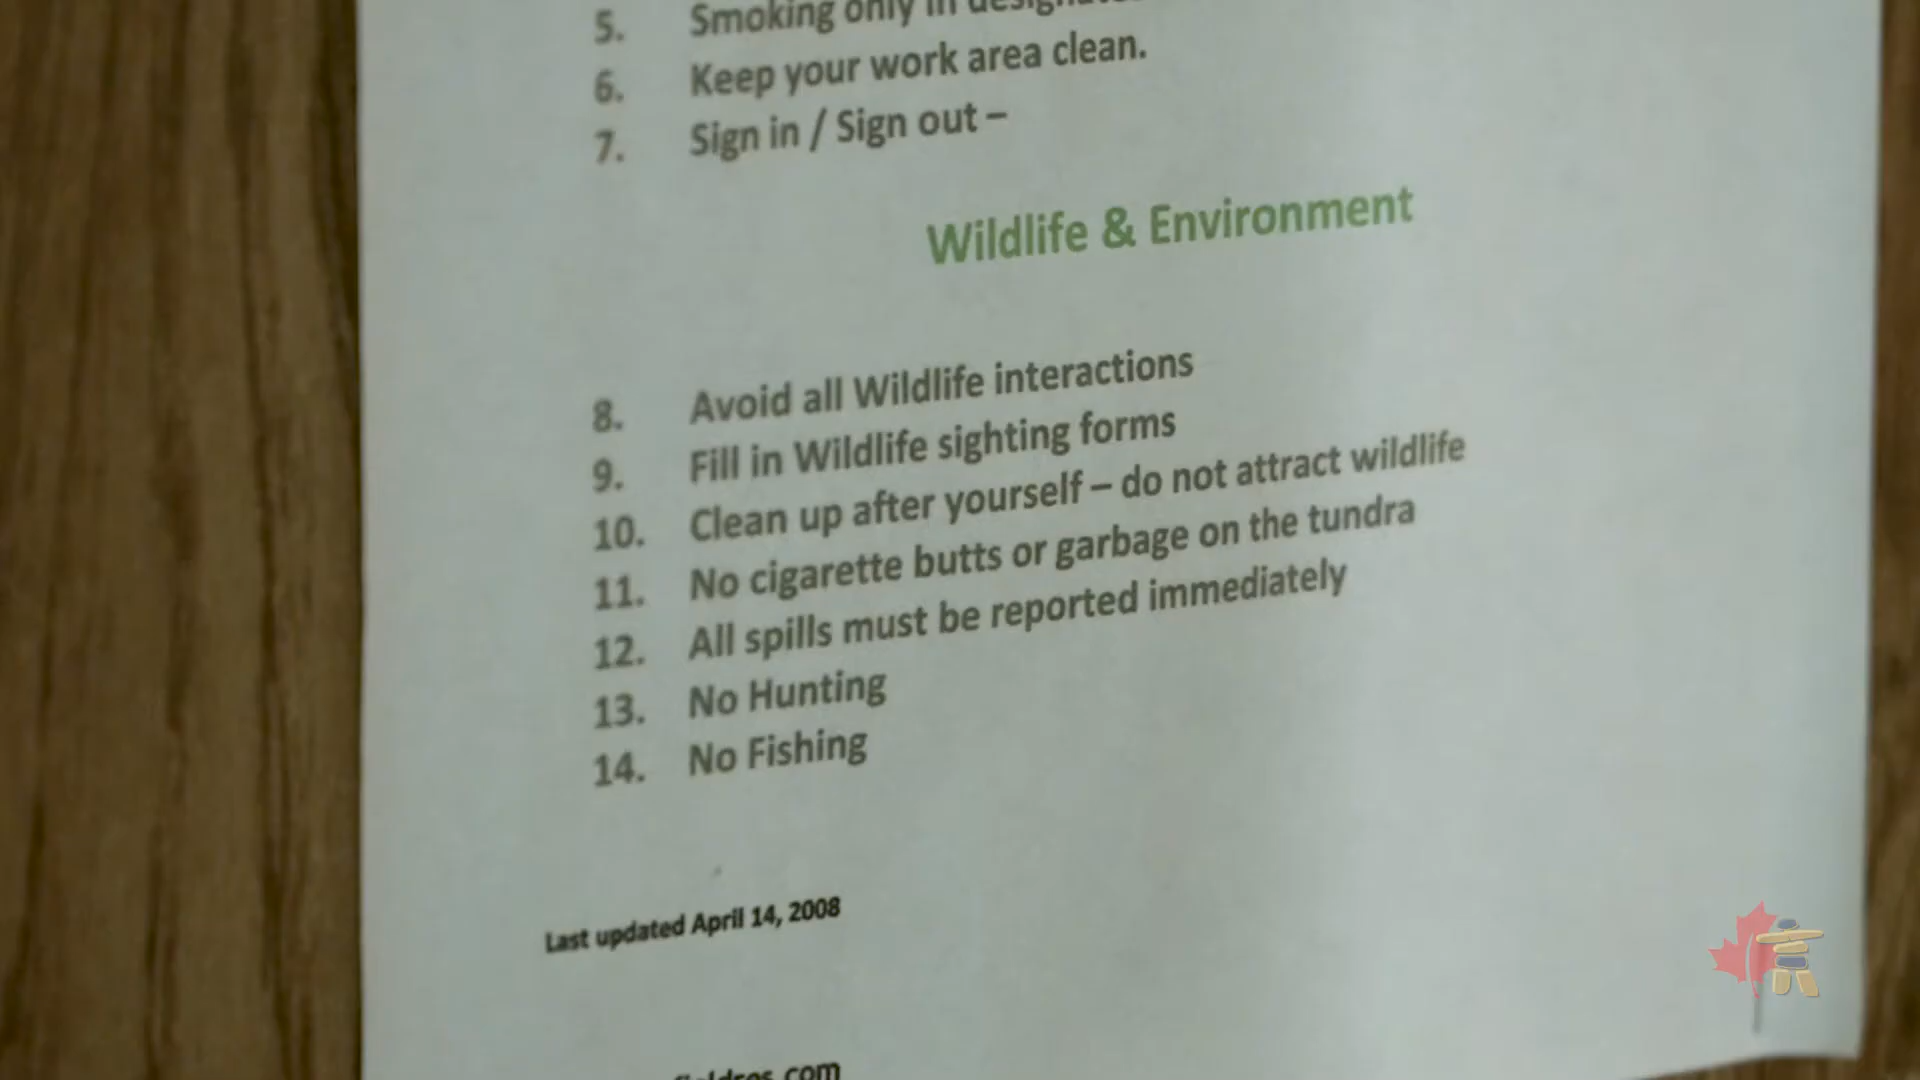 5. Smoking only in
6. Keep your work area clean.
7. Sign in / Sign out –
Wildlife & Environment
8. Avoid all Wildlife interactions
9. Fill in Wildlife sighting forms
10. Clean up after yourself – do not attract wildlife
11. No cigarette butts or garbage on the tundra
12. All spills must be reported immediately
13. No Hunting
14. No Fishing
Last updated April 14, 2008